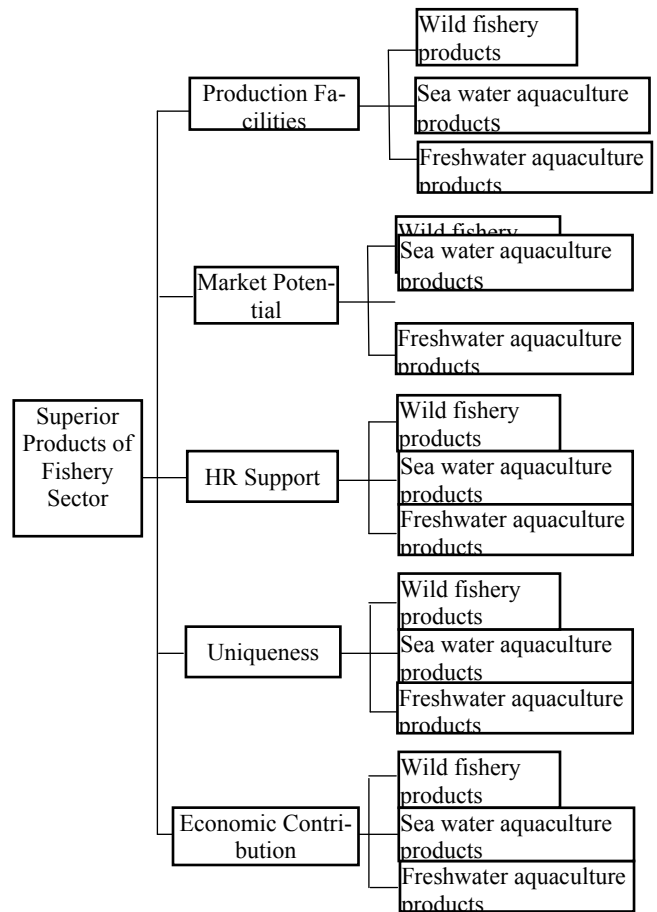 Wild fishery
products
Production Fa-
cilities
Sea water aquaculture
products
Freshwater aquaculture
products
Wild fishery
Sea water aquaculture
products
Market Poten-
tial
Freshwater aquaculture
products
Superior
Products of
Fishery
Sector
Wild fishery
products
HR Support
Sea water aquaculture
products
Freshwater aquaculture
products
Wild fishery
products
Uniqueness
Sea water aquaculture
products
Freshwater aquaculture
products
Wild fishery
products
Economic Contri-
bution
Sea water aquaculture
products
Freshwater aquaculture
products